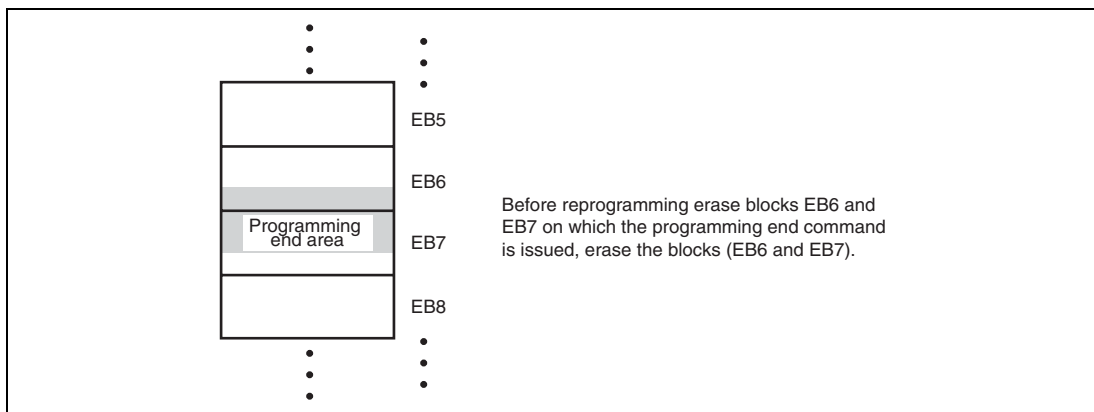 EB5
EB6
Programming
end area
EB7
EB8
Before reprogramming erase blocks EB6 and
EB7 on which the programming end command
is issued, erase the blocks (EB6 and EB7).